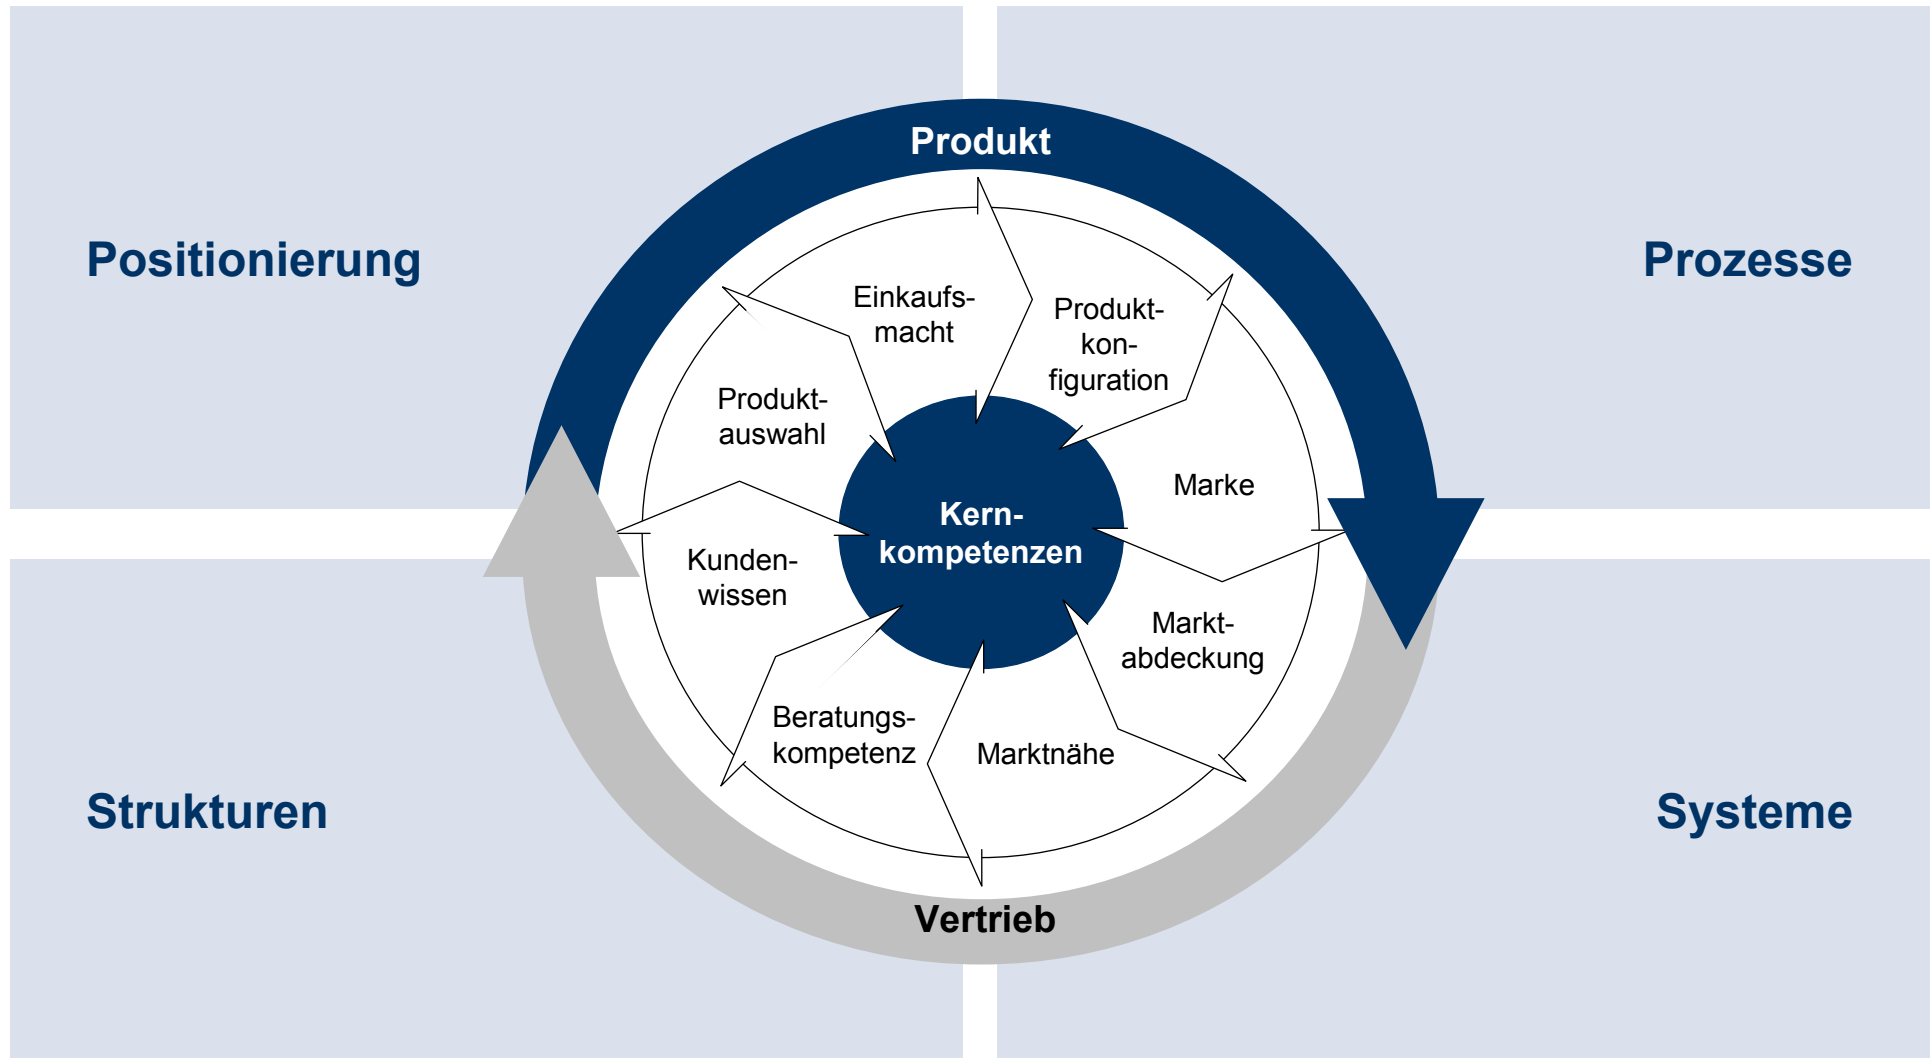 Produkt
Positionierung
Prozesse
Einkaufs-
macht
Produkt-
kon-
figuration
Produkt-
auswahl
Marke
Kern-
kompetenzen
Kunden-
wissen
Markt-
abdeckung
Beratungs-
kompetenz
Marktnähe
Strukturen
Systeme
Vertrieb